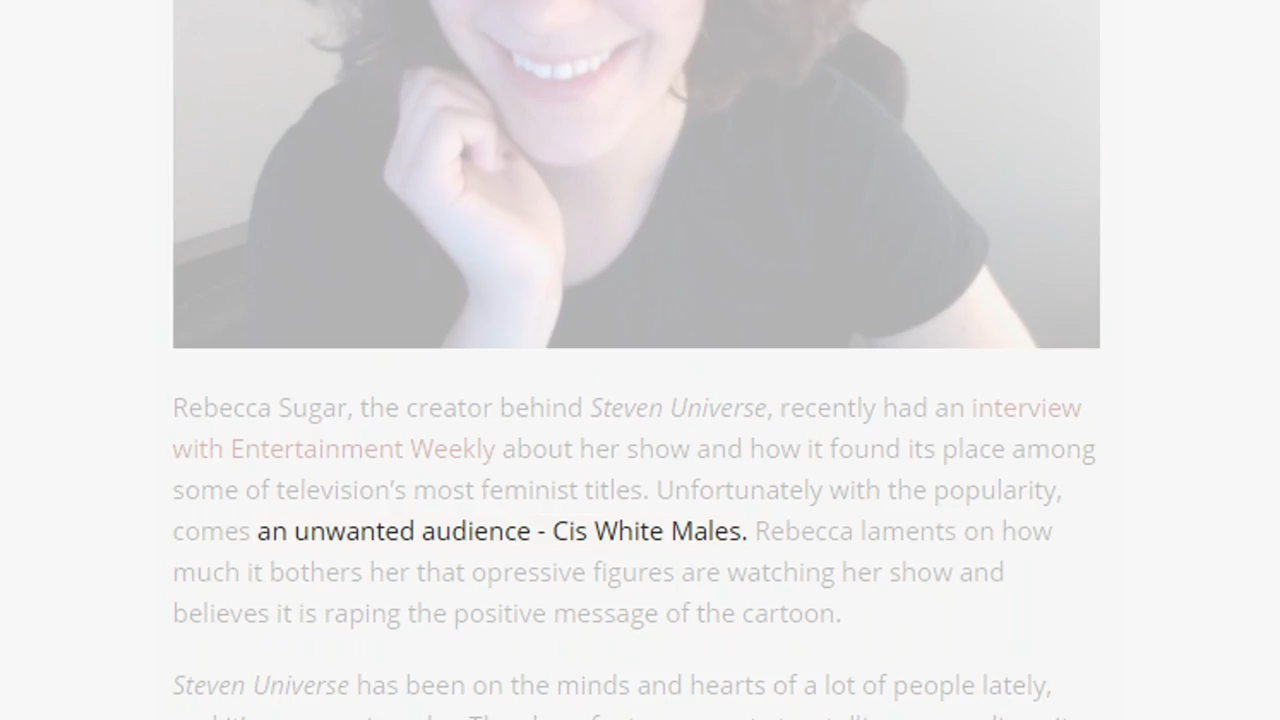 Rebecca Sugar, the creator behind Steven Universe, recently had an interview
with Entertainment Weekly about her show and how it found its place among
some of television’s most feminist titles. Unfortunately with the popularity,
comes an unwanted audience - Cis White Males. Rebecca laments on how
much it bothers her that opressive figures are watching her show and
believes it is raping the positive message of the cartoon.
Steven Universe has been on the minds and hearts of a lot of people lately,